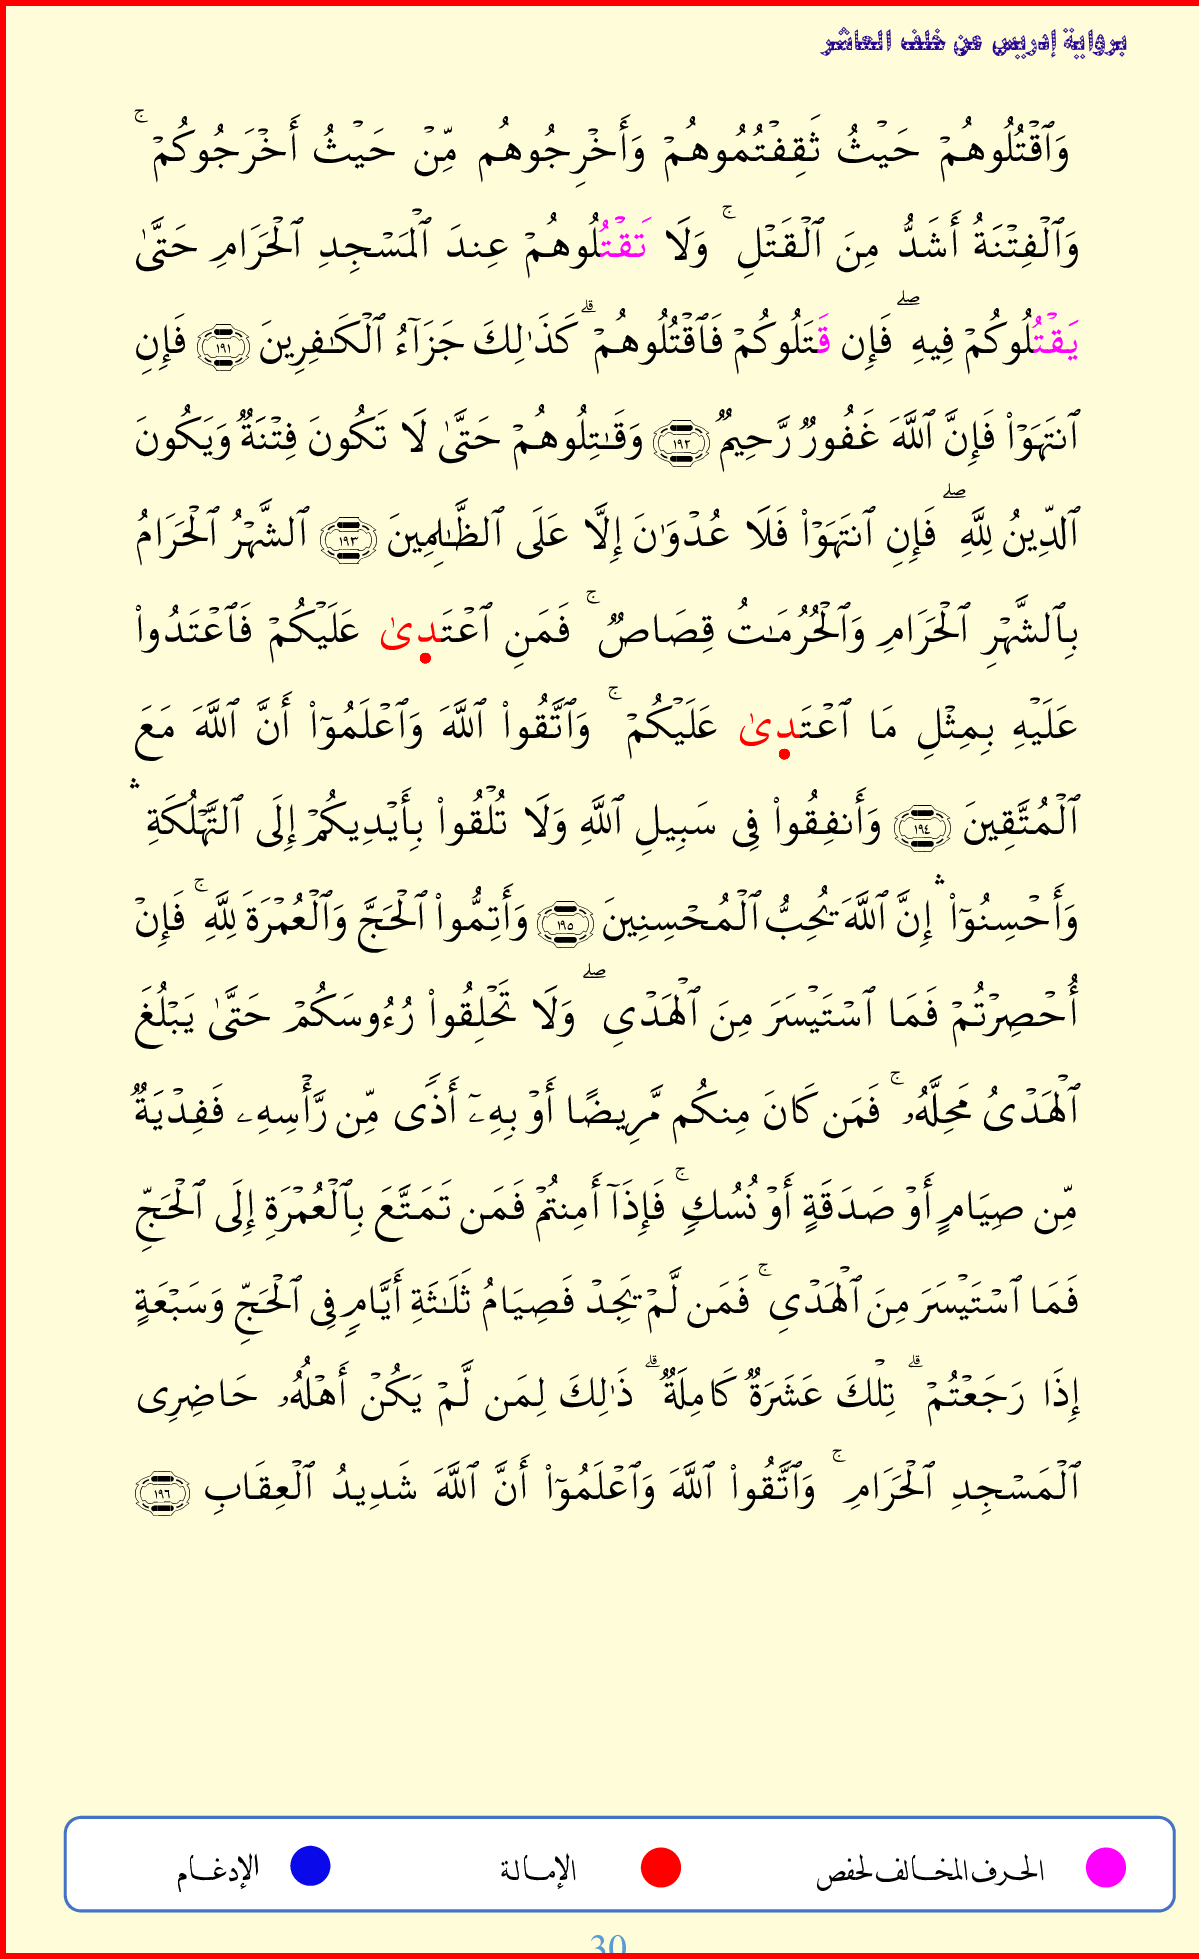 برواية إدريس عن خلف العاشر
وَٱقۡتُلُوهُمۡ حَيۡثُ ثَقِفۡتُمُوهُمۡ وَأَخۡرِجُوهُم مِّنۡ حَيۡثُ أَخۡرَجُوكُمۡۚ
وَٱلۡفِتۡنَةُ أَشَدُّ مِنَ ٱلۡقَتۡلِۚ وَلَا تَقۡتُلُوهُمۡ عِندَ ٱلۡمَسۡجِدِ ٱلۡحَرَامِ حَتَّىٰ
يَقۡتُلُوكُمۡ فِيهِۖ فَإِن قَتَلُوكُمۡ فَٱقۡتُلُوهُمۡۗ كَذَٰلِكَ جَزَآءُ ٱلۡكَٰفِرِينَ ١٩١ فَإِنِ
ٱنتَهَوۡاْ فَإِنَّ ٱللَّهَ غَفُورٞ رَّحِيمٞ ١٩٢ وَقَٰتِلُوهُمۡ حَتَّىٰ لَا تَكُونَ فِتۡنَةٞ وَيَكُونَ
ٱلدِّينُ لِلَّهِۖ فَإِنِ ٱنتَهَوۡاْ فَلَا عُدۡوَٰنَ إِلَّا عَلَى ٱلظَّٰلِمِينَ ١٩٣ ٱلشَّهۡرُ ٱلۡحَرَامُ
بِٱلشَّهۡرِ ٱلۡحَرَامِ وَٱلۡحُرُمَٰتُ قِصَاصٞۚ فَمَنِ ٱعۡتَدِىٰ عَلَيۡكُمۡ فَٱعۡتَدُواْ
عَلَيۡهِ بِمِثۡلِ مَا ٱعۡتَدِىٰ عَلَيۡكُمۡۚ وَٱتَّقُواْ ٱللَّهَ وَٱعۡلَمُوٓاْ أَنَّ ٱللَّهَ مَعَ
ٱلۡمُتَّقِينَ ١٩٤ وَأَنفِقُواْ فِى سَبِيلِ ٱللَّهِ وَلَا تُلۡقُواْ بِأَيۡدِيكُمۡ إِلَى ٱلتَّهۡلُكَةِۛ
وَأَحۡسِنُوٓاْۛ إِنَّ ٱللَّهَ يُحِبُّ ٱلۡمُحۡسِنِينَ ١٩٥ وَأَتِمُّواْ ٱلۡحَجَّ وَٱلۡعُمۡرَةَ لِلَّهِۚ فَإِنۡ
أُحۡصِرۡتُمۡ فَمَا ٱسۡتَيۡسَرَ مِنَ ٱلۡهَدۡىِۖ وَلَا تَحۡلِقُواْ رُءُوسَكُمۡ حَتَّىٰ يَبۡلُغَ
ٱلۡهَدۡىُ مَحِلَّهُۥۚ فَمَن كَانَ مِنكُم مَّرِيضًا أَوۡ بِهِۦٓ أَذٗى مِّن رَّأۡسِهِۦ فَفِدۡيَةٞ
مِّن صِيَامٍ أَوۡ صَدَقَةٍ أَوۡ نُسُكٖۚ فَإِذَآ أَمِنتُمۡ فَمَن تَمَتَّعَ بِٱلۡعُمۡرَةِ إِلَى ٱلۡحَجِّ
فَمَا ٱسۡتَيۡسَرَ مِنَ ٱلۡهَدۡىِۚ فَمَن لَّمۡ يَجِدۡ فَصِيَامُ ثَلَٰثَةِ أَيَّامٖ فِى ٱلۡحَجِّ وَسَبۡعَةٍ
إِذَا رَجَعۡتُمۡۗ تِلۡكَ عَشَرَةٞ كَامِلَةٞۗ ذَٰلِكَ لِمَن لَّمۡ يَكُنۡ أَهۡلُهُۥ حَاضِرِى
ٱلۡمَسۡجِدِ ٱلۡحَرَامِۚ وَٱتَّقُواْ ٱللَّهَ وَٱعۡلَمُوٓاْ أَنَّ ٱللَّهَ شَدِيدُ ٱلۡعِقَابِ ١٩٦
الحرف المخالف لحفص الإمالة الإدغام
30